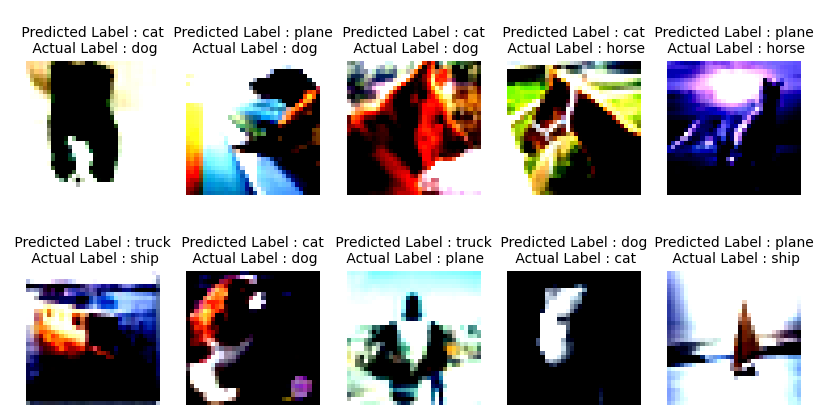 Predicted Label : cat
Actual Label : dog
Predicted Label : plane
Actual Label : dog
Predicted Label : cat
Actual Label : dog
Predicted Label : cat
Actual Label : horse
Predicted Label : plane
Actual Label : horse
Predicted Label : truck
Actual Label : ship
Predicted Label : cat
Actual Label : dog
Predicted Label : truck
Actual Label : plane
Predicted Label : dog
Actual Label : cat
Predicted Label : plane
Actual Label : ship